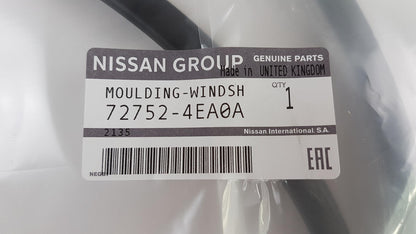 NISSAN GROUP GENUINE PARTS
Made in UNITED KINGDOM
MOULDING-WINDSH QTY
72752-4EA0A 1
2135 Nissan International S.A.
EAC